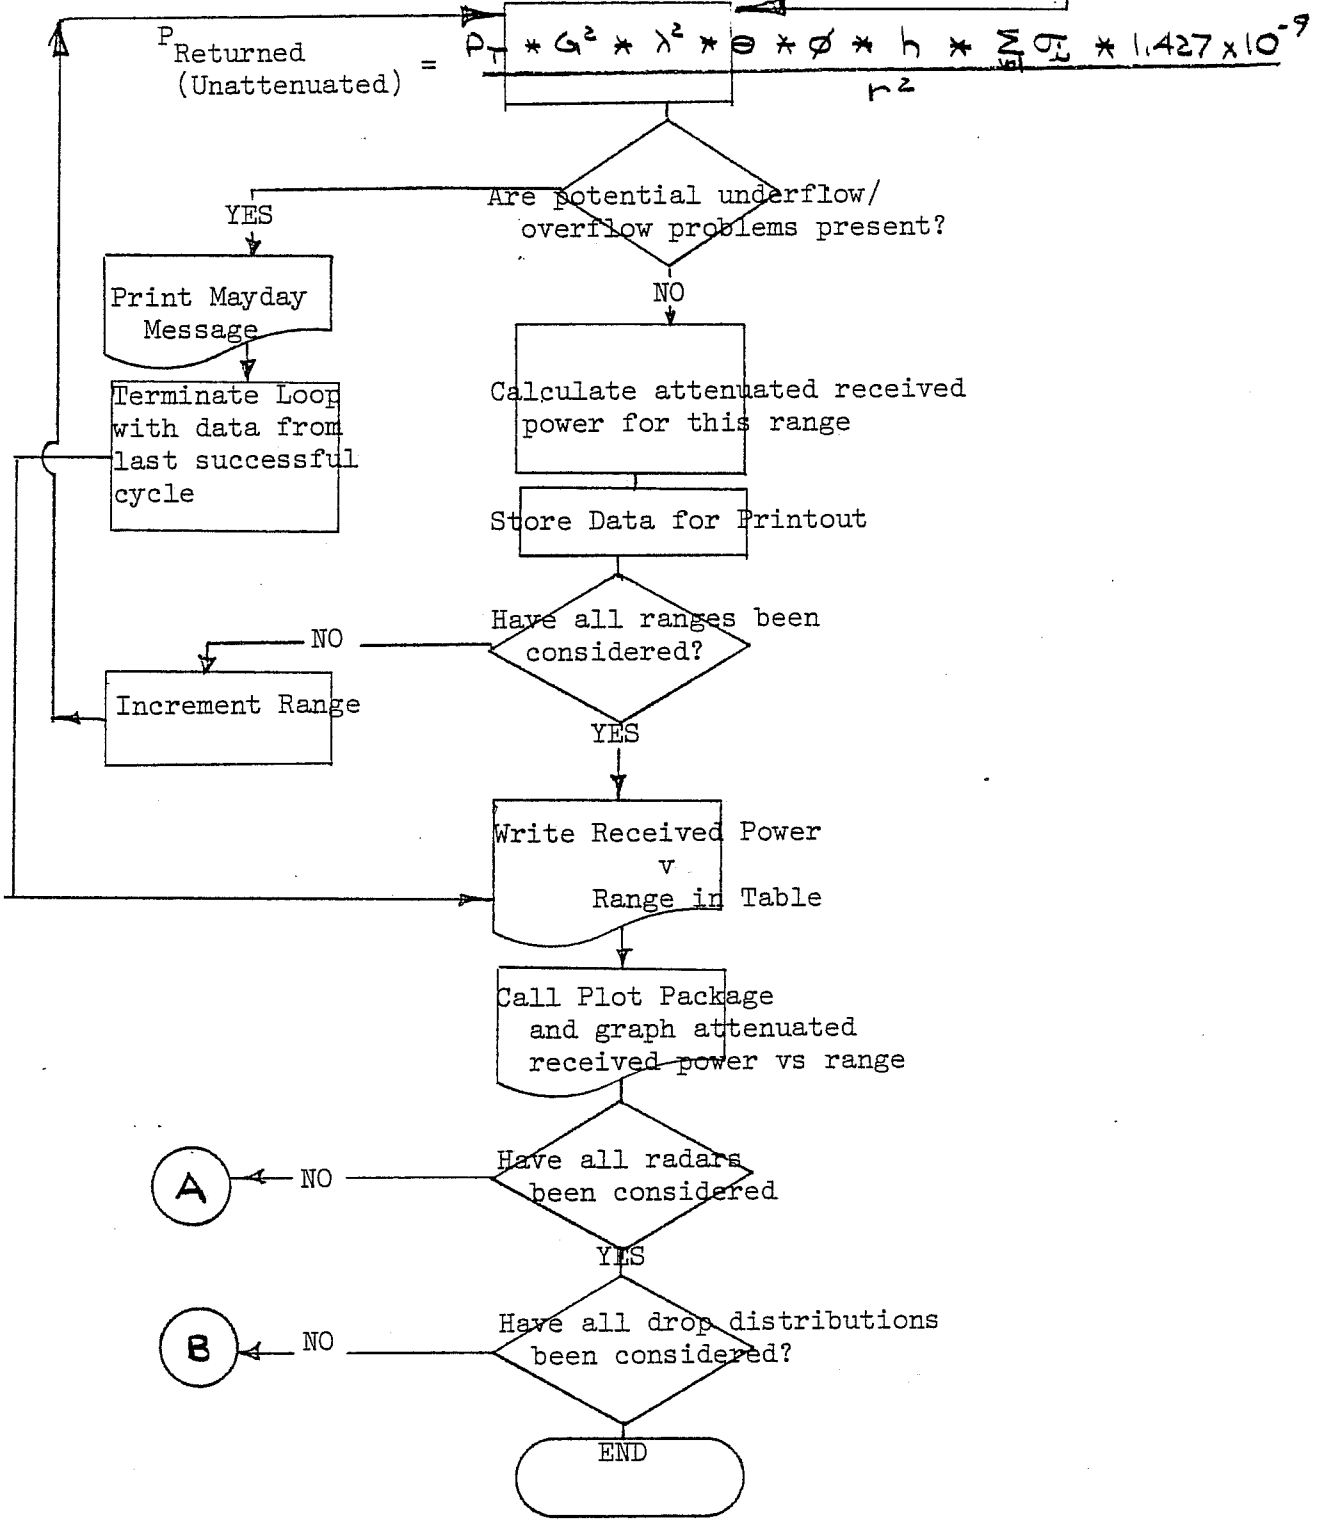 P Returned
(Unattenuated) = P_T * G² * λ² * θ * φ * h * Σ σ_i * 1.427 x 10^-9
r²
Are potential underflow/
overflow problems present?
YES
NO
Print Mayday
Message
Terminate Loop
with data from
last successful
cycle
Calculate attenuated received
power for this range
Store Data for Printout
Have all ranges been
considered?
NO
Increment Range
YES
Write Received Power
v
Range in Table
Call Plot Package
and graph attenuated
received power vs range
Have all radars
been considered
A
NO
YES
Have all drop distributions
been considered?
B
NO
END